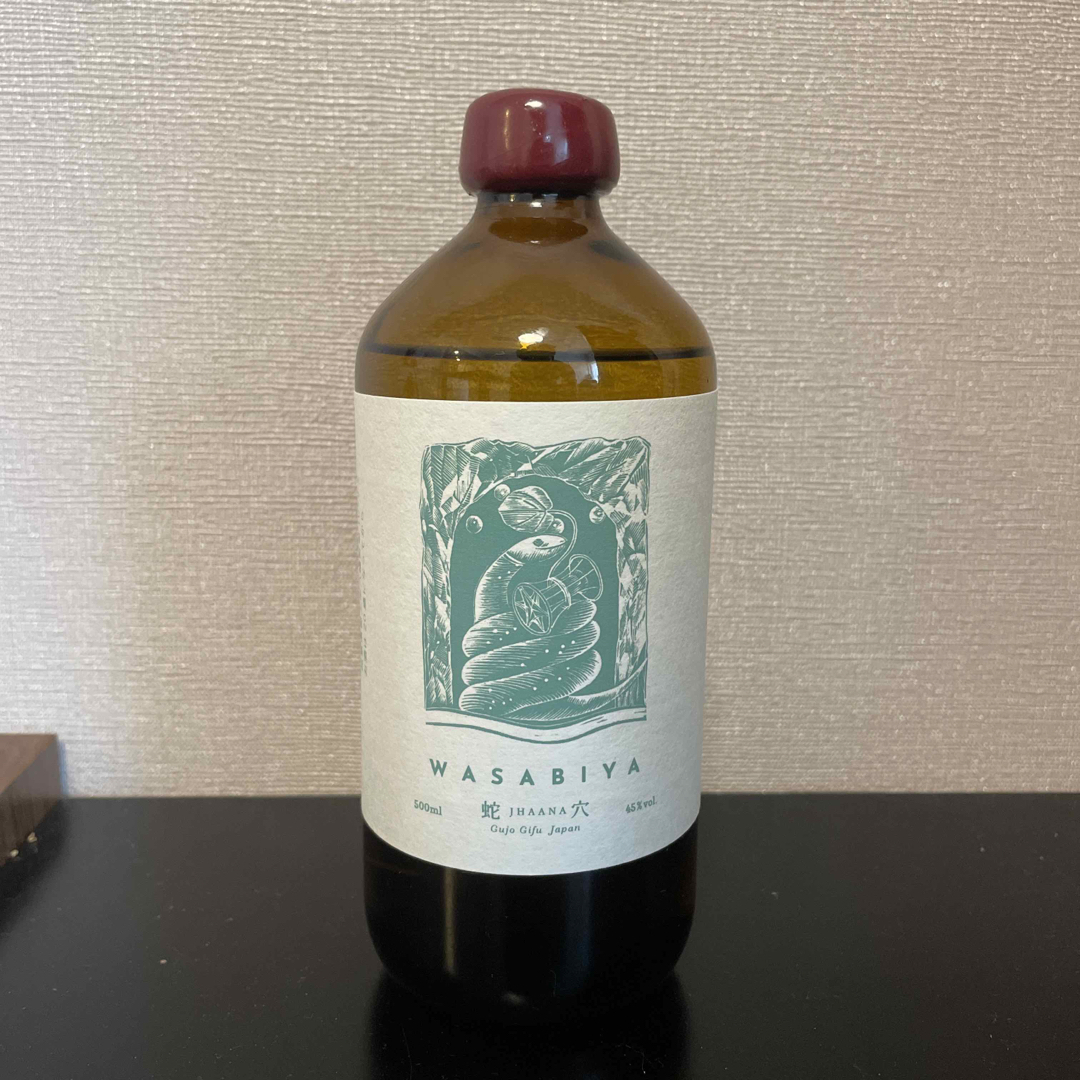 WASABIYA
500ml 蛇 JHAANA 穴 45%vol.
Gujo Gifu Japan